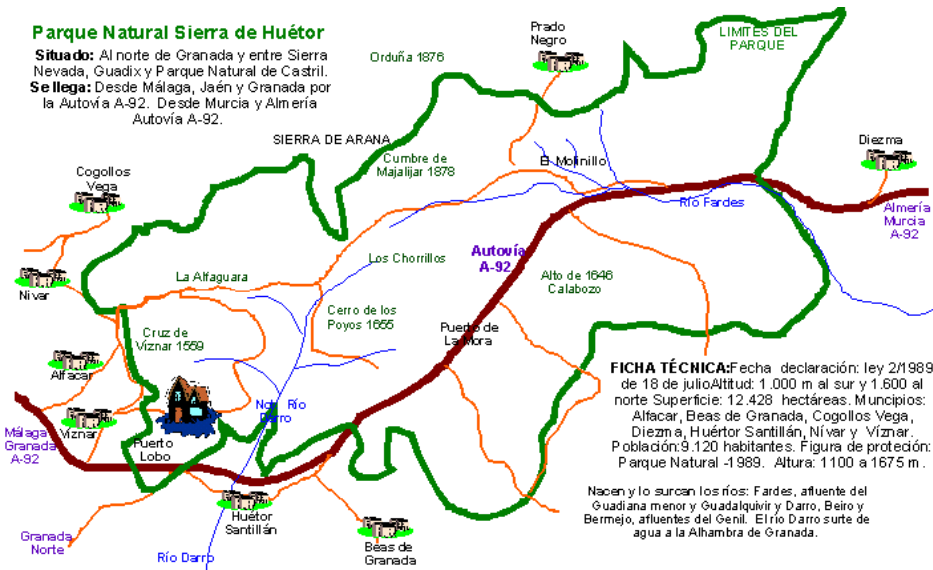 Parque Natural Sierra de Huétor
Situado: Al norte de Granada y entre Sierra
Nevada, Guadix y Parque Natural de Castril.
Se llega: Desde Málaga, Jaén y Granada por
la Autovía A-92. Desde Murcia y Almería
Autovía A-92.
Orduña 1876
Prado
Negro
LIMITES DEL
PARQUE
SIERRA DE ARANA
Cumbre de
Majalijar 1878
El Molinillo
Diezma
Cogollos
Vega
Río Fardes
Almería
Murcia
A-92
Nivar
La Alfaguara
Los Chorrillos
Autovía
A-92
Alto de 1646
Calabozo
Cerro de los
Poyos 1655
Cruz de
Víznar 1559
Puerto de
La Mora
Alfacar
Nto. Río
Darro
Víznar
Málaga
Granada
A-92
Puerto
Lobo
Huétor
Santillán
Granada
Norte
Río Darro
Beas de
Granada
FICHA TÉCNICA:Fecha declaración: ley 2/1989
de 18 de julioAltitud: 1.000 m al sur y 1.600 al
norte Superficie: 12.428 hectáreas. Muncipios:
Alfacar, Beas de Granada, Cogollos Vega,
Diezma, Huértor Santillán, Nívar y Víznar.
Población:9.120 habitantes. Figura de proteción:
Parque Natural -1989. Altura: 1100 a 1675 m.
Nacen y lo surcan los ríos: Fardes, afluente del
Guadiana menor y Guadalquivir y Darro, Beiro y
Bermejo, afluentes del Genil. El río Darro surte de
agua a la Alhambra de Granada.